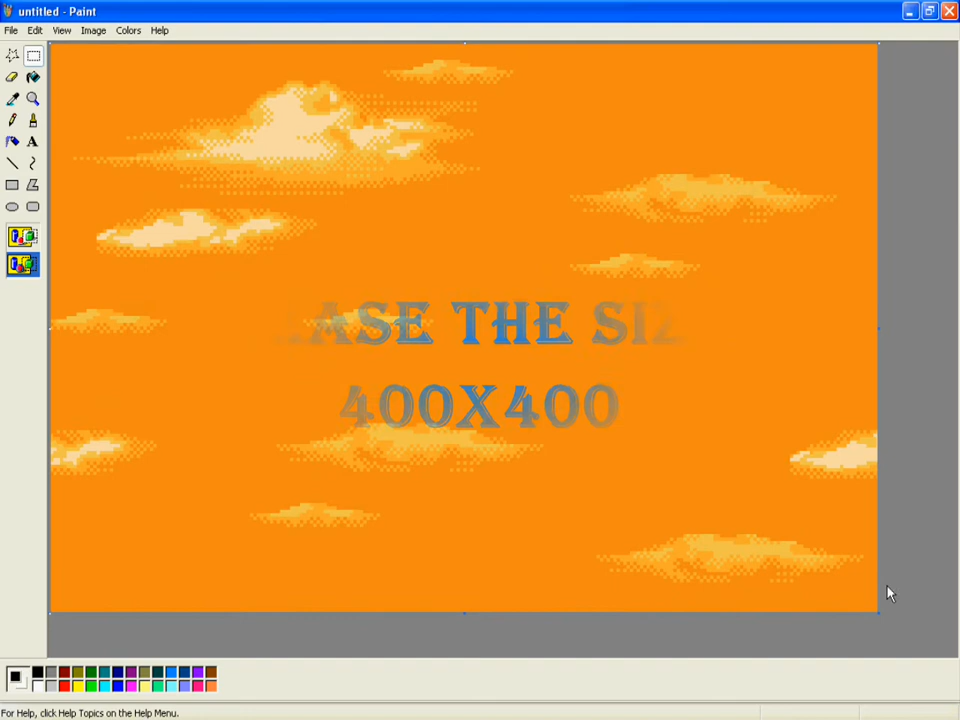 untitled - Paint
File Edit View Image Colors Help
A
THE
400X400
For Help, click Help Topics on the Help Menu.